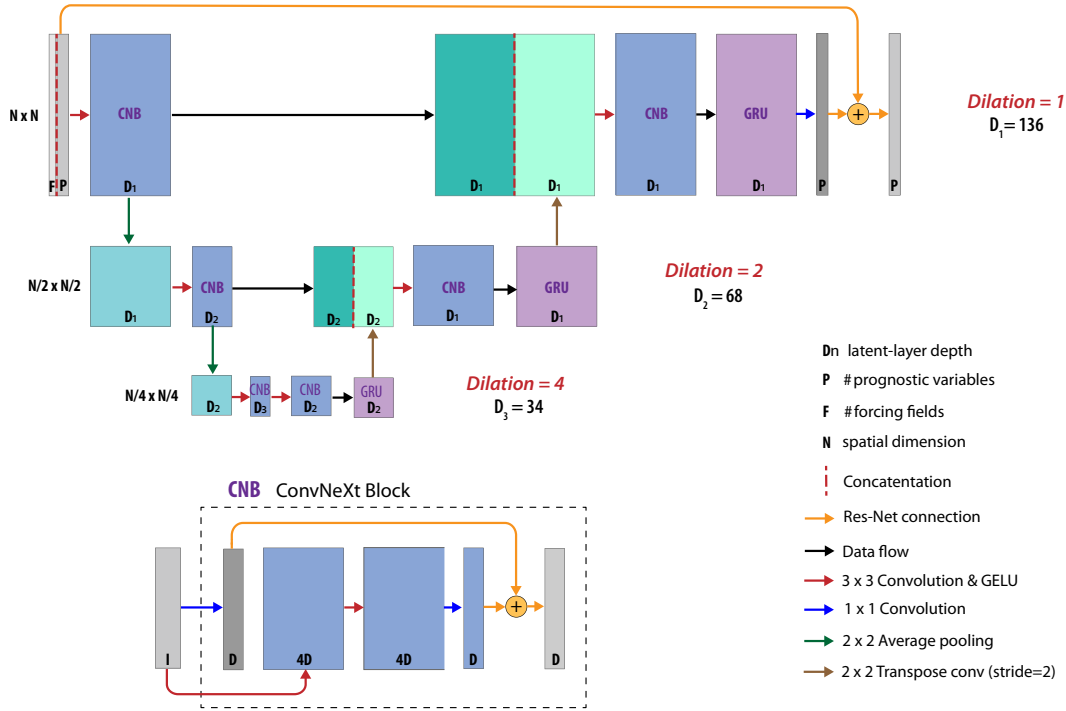 N x N
F P
CNB
D1
D1
D1
CNB
D1
GRU
D1
P
+
P
Dilation = 1
D1 = 136
N/2 x N/2
D1
CNB
D2
D2
D2
CNB
D1
GRU
D1
Dilation = 2
D2 = 68
N/4 x N/4
D2
CNB
D3
CNB
D2
GRU
D2
Dilation = 4
D3 = 34
Dn latent-layer depth
P # prognostic variables
F # forcing fields
N spatial dimension
Concatentation
Res-Net connection
Data flow
3 x 3 Convolution & GELU
1 x 1 Convolution
2 x 2 Average pooling
2 x 2 Transpose conv (stride=2)
CNB ConvNeXt Block
I
D
4D
4D
D
+
D